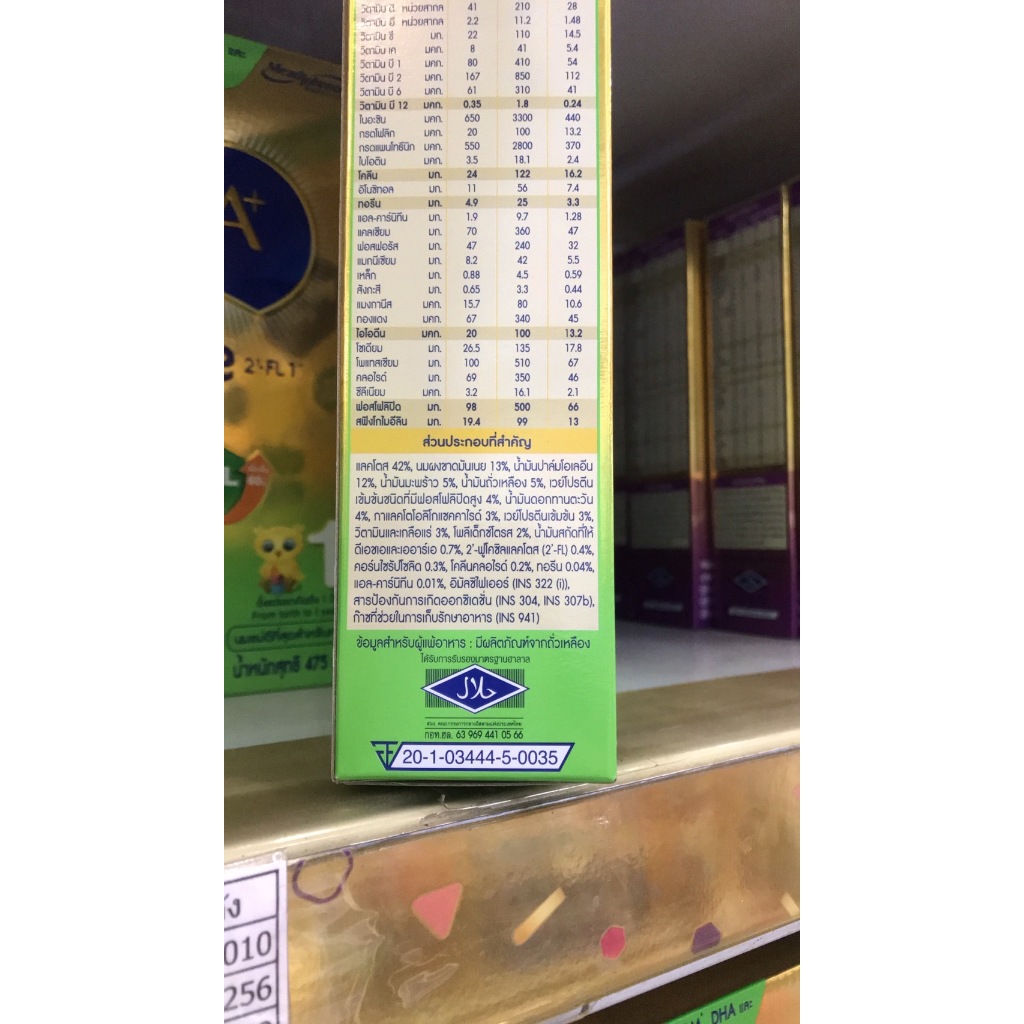 และ
วิตามิน ดี หน่วยสากล 41 210 28
วิตามิน อี หน่วยสากล 2.2 11.2 1.48
วิตามิน ซี มก. 22 110 14.5
วิตามิน เค มคก. 8 41 5.4
วิตามิน บี 1 มคก. 80 410 54
วิตามิน บี 2 มคก. 167 850 112
วิตามิน บี 6 มคก. 61 310 41
วิตามิน บี 12 มคก. 0.35 1.8 0.24
ไนอะซิน มคก. 650 3300 440
กรดโฟลิก มคก. 20 100 13.2
กรดแพนโทธีนิก มคก. 550 2800 370
ไบโอติน มคก. 3.5 18.1 2.4
โคลีน มก. 24 122 16.2
อิโนซิทอล มก. 11 56 7.4
ทอรีน มก. 4.9 25 3.3
แอล-คาร์นิทีน มก. 1.9 9.7 1.28
แคลเซียม มก. 70 360 47
ฟอสฟอรัส มก. 47 240 32
แมกนีเซียม มก. 8.2 42 5.5
เหล็ก มก. 0.88 4.5 0.59
สังกะสี มก. 0.65 3.3 0.44
แมงกานีส มคก. 15.7 80 10.6
ทองแดง มคก. 67 340 45
ไอโอดีน มคก. 20 100 13.2
โซเดียม มก. 26.5 135 17.8
โพแทสเซียม มก. 100 510 67
คลอไรด์ มก. 69 350 46
ซีลีเนียม มคก. 3.2 16.1 2.1
ฟอสโฟลิปิด มก. 98 500 66
สฟิงโกไมอีลิน มก. 19.4 99 13
ส่วนประกอบที่สำคัญ
แลคโตส 42%, นมผงขาดมันเนย 13%, น้ำมันปาล์มโอเลอีน
12%, น้ำมันมะพร้าว 5%, น้ำมันถั่วเหลือง 5%, เวย์โปรตีน
เข้มข้นชนิดที่มีฟอสโฟลิปิดสูง 4%, น้ำมันดอกทานตะวัน
4%, กาแลคโตโอลิโกแซคคาไรด์ 3%, เวย์โปรตีนเข้มข้น 3%,
วิตามินและเกลือแร่ 3%, โพลีเด็กซ์โตรส 2%, น้ำมันสกัดที่ให้
ดีเอชเอและเออาร์เอ 0.7%, 2'-ฟูโคซิลแลคโตส (2'-FL) 0.4%,
คอร์นไซรัปโซลิด 0.3%, โคลีนคลอไรด์ 0.2%, ทอรีน 0.04%,
แอล-คาร์นิทีน 0.01%, อิมัลซิไฟเออร์ (INS 322 (i)),
สารป้องกันการเกิดออกซิเดชั่น (INS 304, INS 307b),
ก๊าซที่ช่วยในการเก็บรักษาอาหาร (INS 941)
ข้อมูลสำหรับผู้แพ้อาหาร : มีผลิตภัณฑ์จากถั่วเหลือง
ได้รับการรับรองมาตรฐานฮาลาล
حلال
กอท.ฮล. 63 969 441 05 66
20-1-03444-5-0035
A+
e 2'-FL 1
L
1
น้ำหนักสุทธิ 475
ถัง
010
256
DHA และ